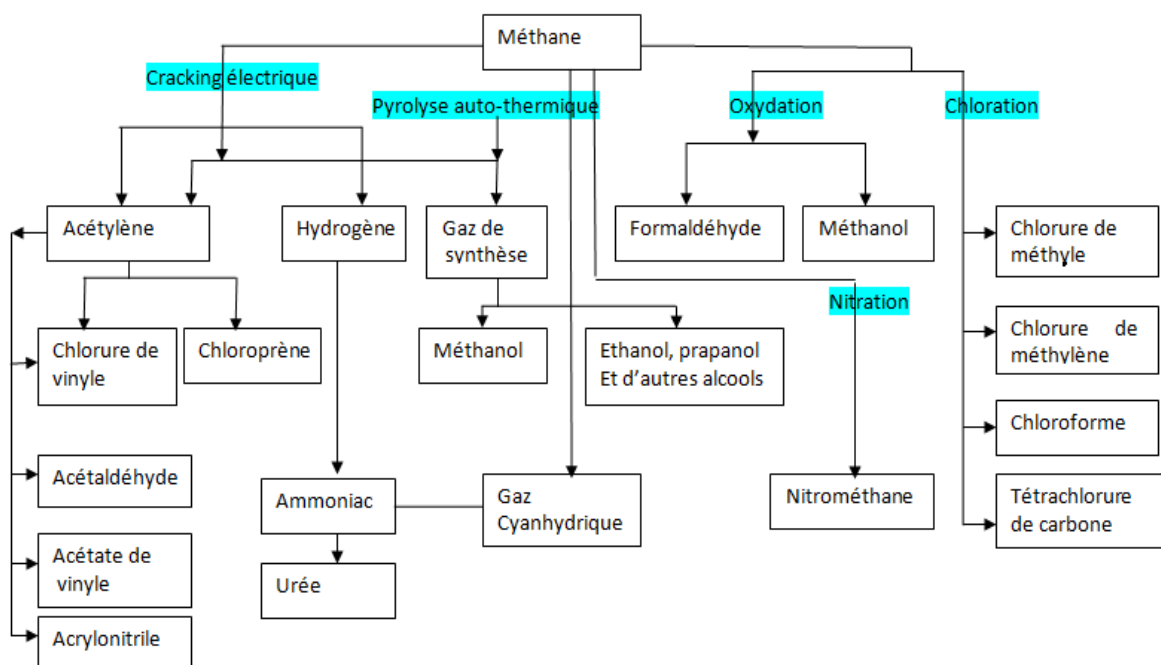 Méthane
Cracking électrique
Pyrolyse auto-thermique
Oxydation
Chloration
Acétylène
Hydrogène
Gaz de
synthèse
Formaldéhyde
Méthanol
Chlorure de
méthyle
Nitration
Chlorure de
vinyle
Chloroprène
Méthanol
Ethanol, prapanol
Et d'autres alcools
Chlorure de
méthylène
Chloroforme
Acétaldéhyde
Ammoniac
Gaz
Cyanhydrique
Nitrométhane
Tétrachlorure
de carbone
Acétate de
vinyle
Urée
Acrylonitrile